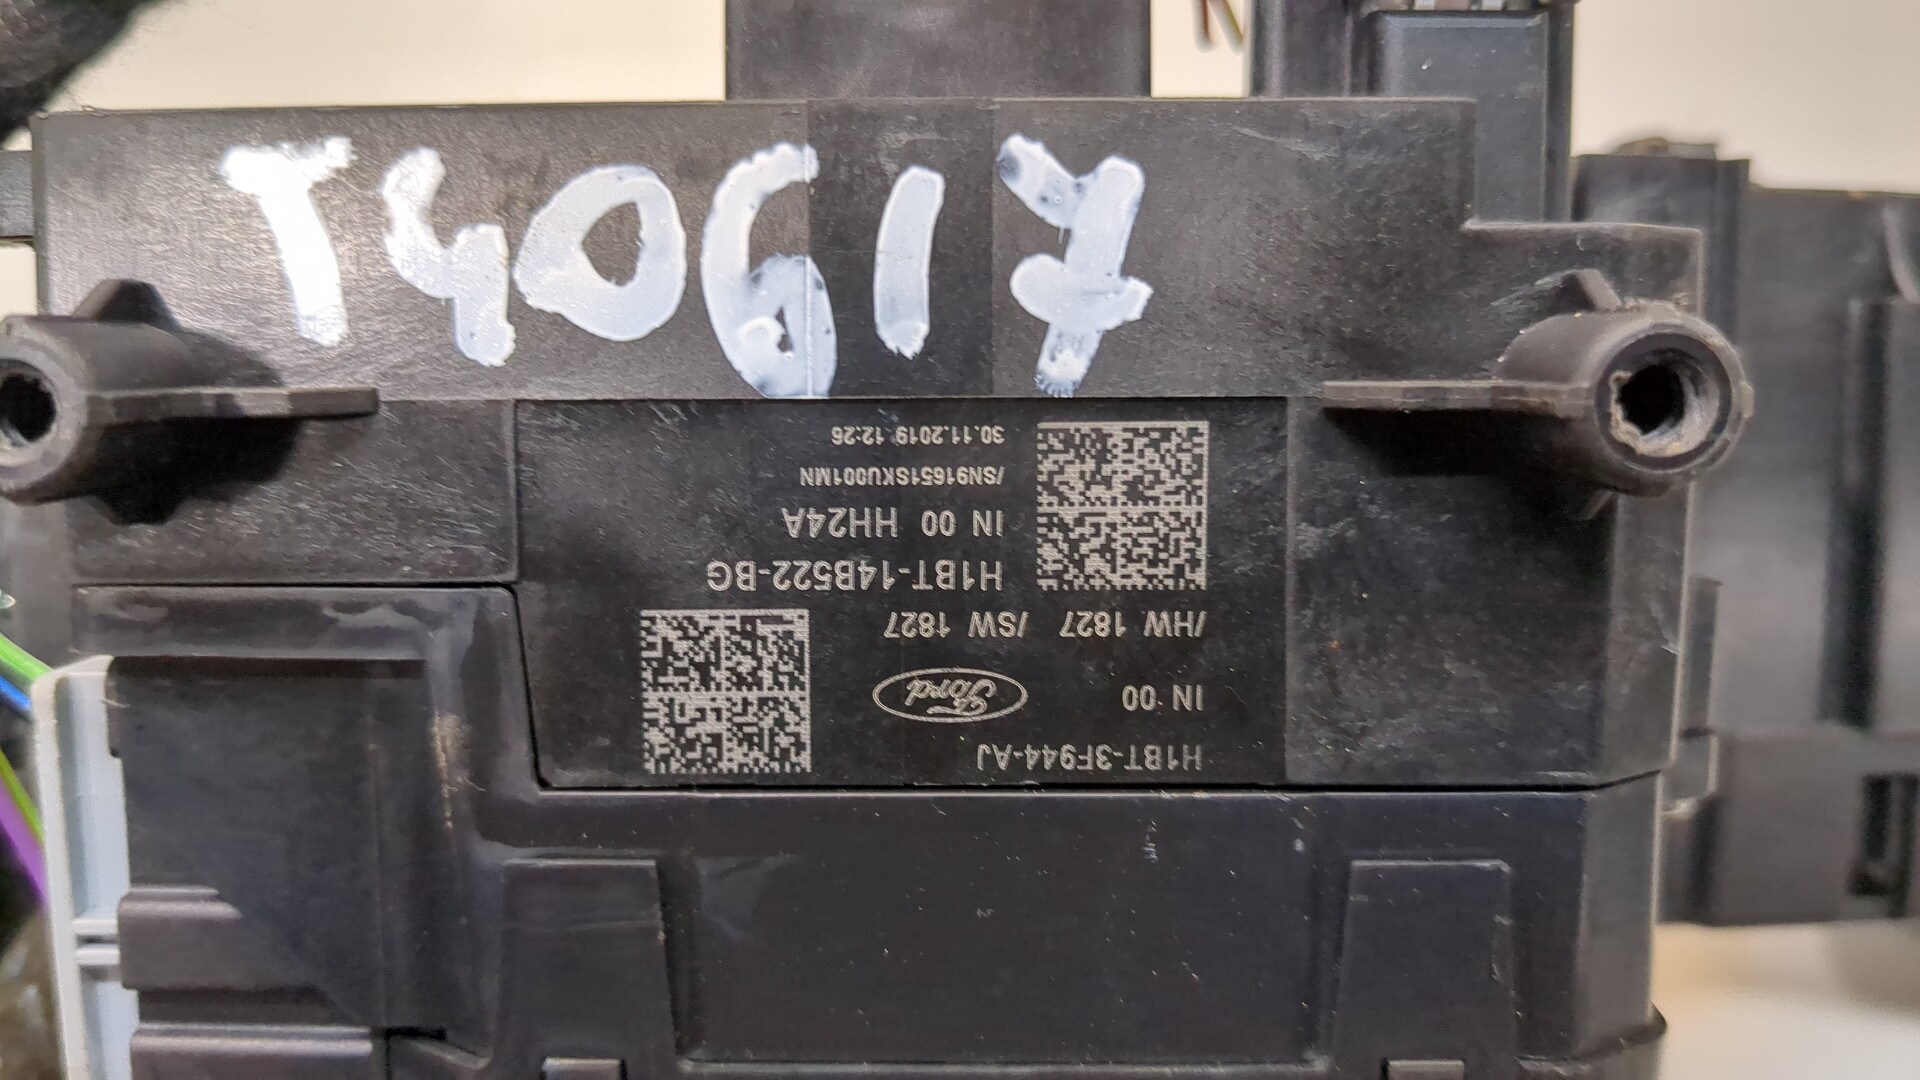 T40617
H1BT-3F944-AJ
IN 00
Ford
/HW 1827 /SW 1827
H1BT-14B522-BG
IN 00 HH24A
/SN91651SKU001MN
30.11.2019 12:26